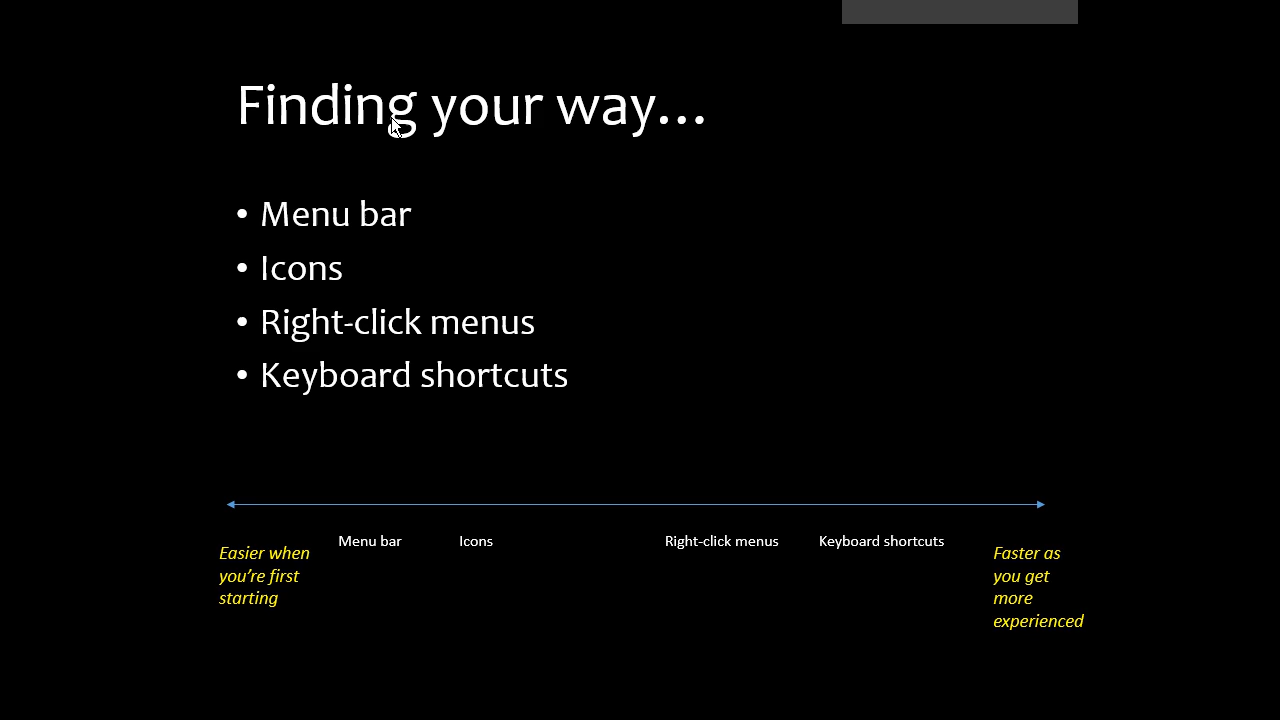 Finding your way…
• Menu bar
• Icons
• Right-click menus
• Keyboard shortcuts
Menu bar Icons Right-click menus Keyboard shortcuts
Easier when
you're first
starting
Faster as
you get
more
experienced